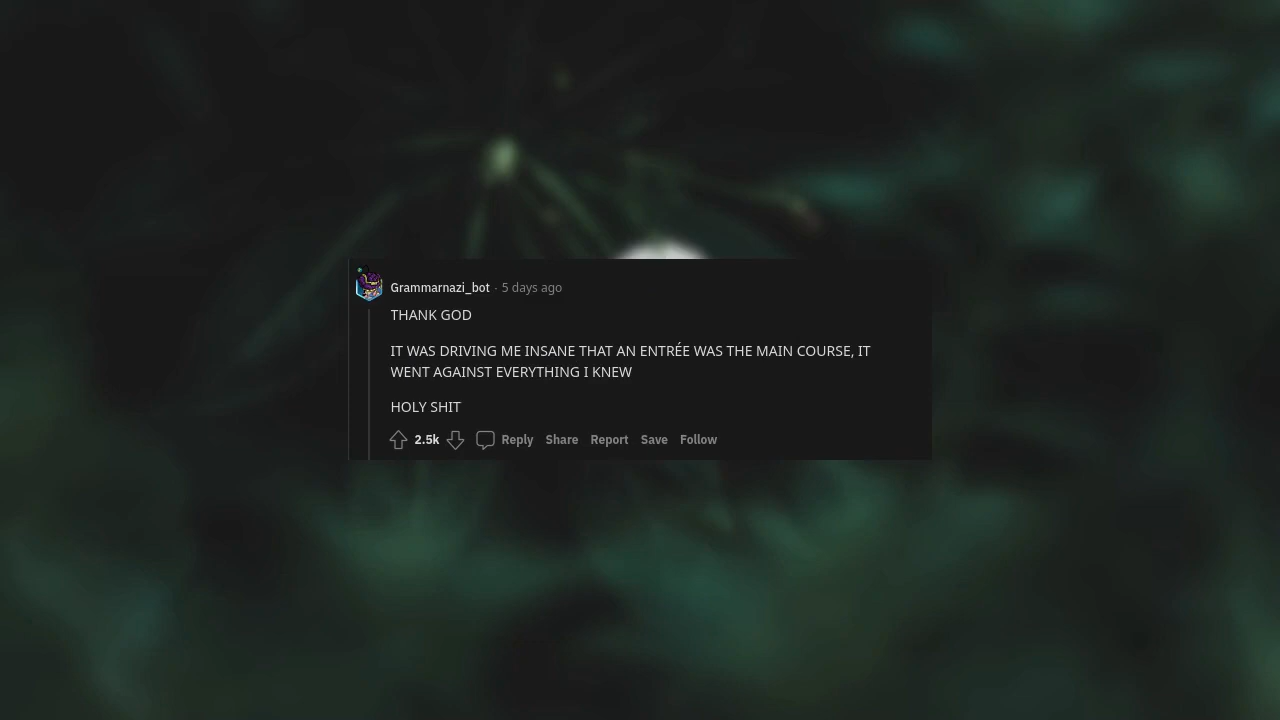 Grammarnazi_bot · 5 days ago
THANK GOD
IT WAS DRIVING ME INSANE THAT AN ENTRÉE WAS THE MAIN COURSE, IT
WENT AGAINST EVERYTHING I KNEW
HOLY SHIT
2.5k Reply Share Report Save Follow